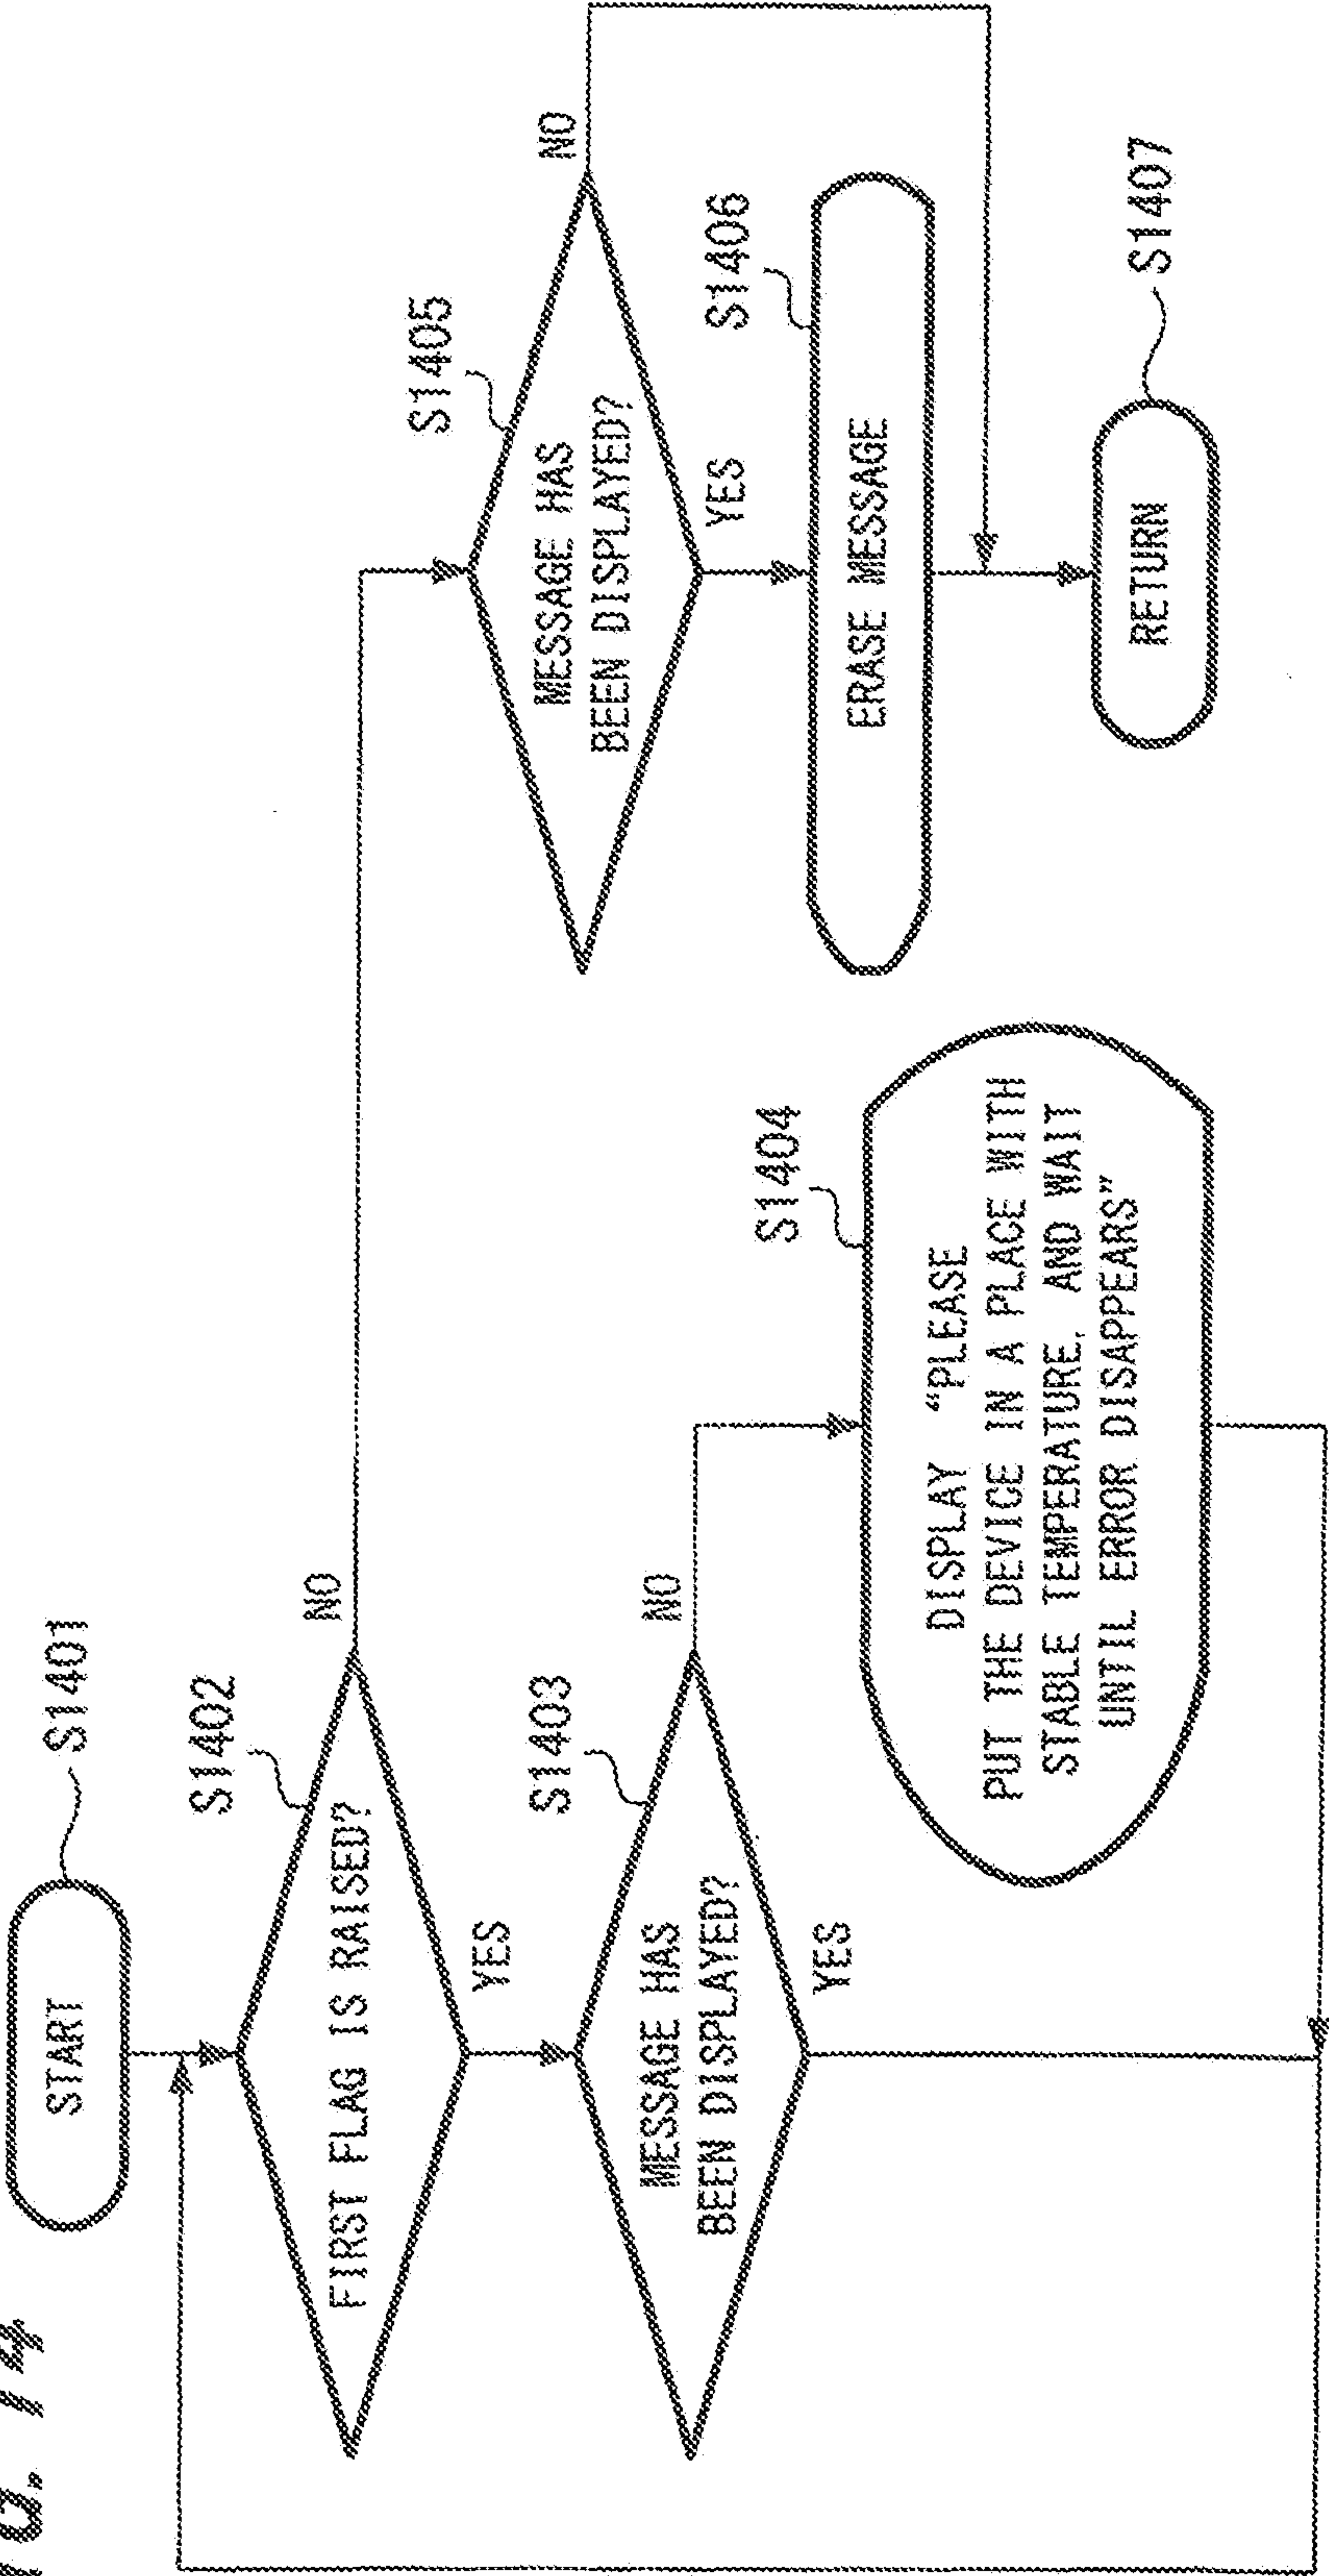 14
START
S1401
FIRST FLAG IS RAISED?
S1402
NO
YES
MESSAGE HAS
BEEN DISPLAYED?
S1403
NO
YES
DISPLAY "PLEASE
PUT THE DEVICE IN A PLACE WITH
STABLE TEMPERATURE, AND WAIT
UNTIL ERROR DISAPPEARS"
S1404
MESSAGE HAS
BEEN DISPLAYED?
S1405
NO
YES
ERASE MESSAGE
S1406
RETURN
S1407